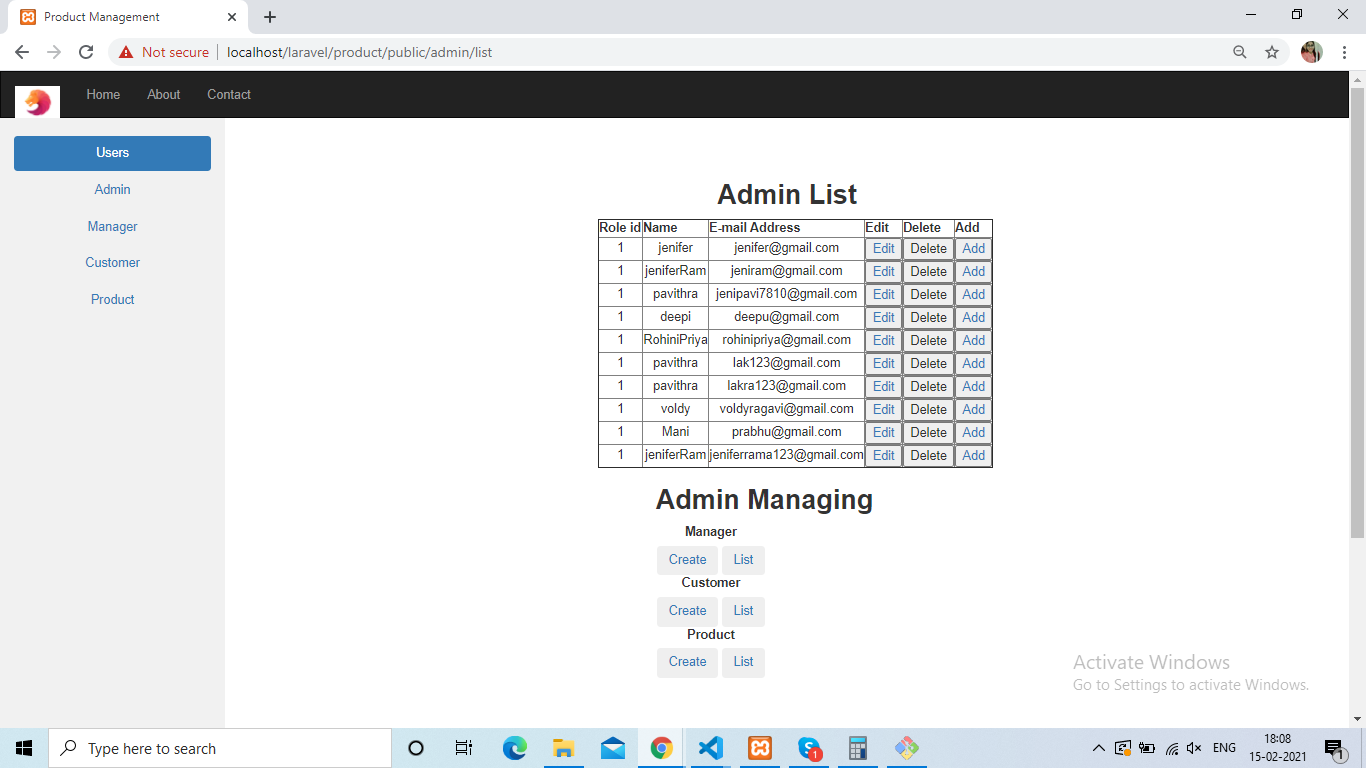 Product Management
Not secure localhost/laravel/product/public/admin/list
Home About Contact
Users
Admin
Manager
Customer
Product
Admin List
Role id Name E-mail Address Edit Delete Add
1 jenifer jenifer@gmail.com Edit Delete Add
1 jeniferRam jeniram@gmail.com Edit Delete Add
1 pavithra jenipavi7810@gmail.com Edit Delete Add
1 deepi deepu@gmail.com Edit Delete Add
1 RohiniPriya rohinipriya@gmail.com Edit Delete Add
1 pavithra lak123@gmail.com Edit Delete Add
1 pavithra lakra123@gmail.com Edit Delete Add
1 voldy voldyragavi@gmail.com Edit Delete Add
1 Mani prabhu@gmail.com Edit Delete Add
1 jeniferRam jeniferrama123@gmail.com Edit Delete Add
Admin Managing
Manager
Create List
Customer
Create List
Product
Create List
Activate Windows
Go to Settings to activate Windows.
Type here to search
1
ENG
18:08
15-02-2021
1